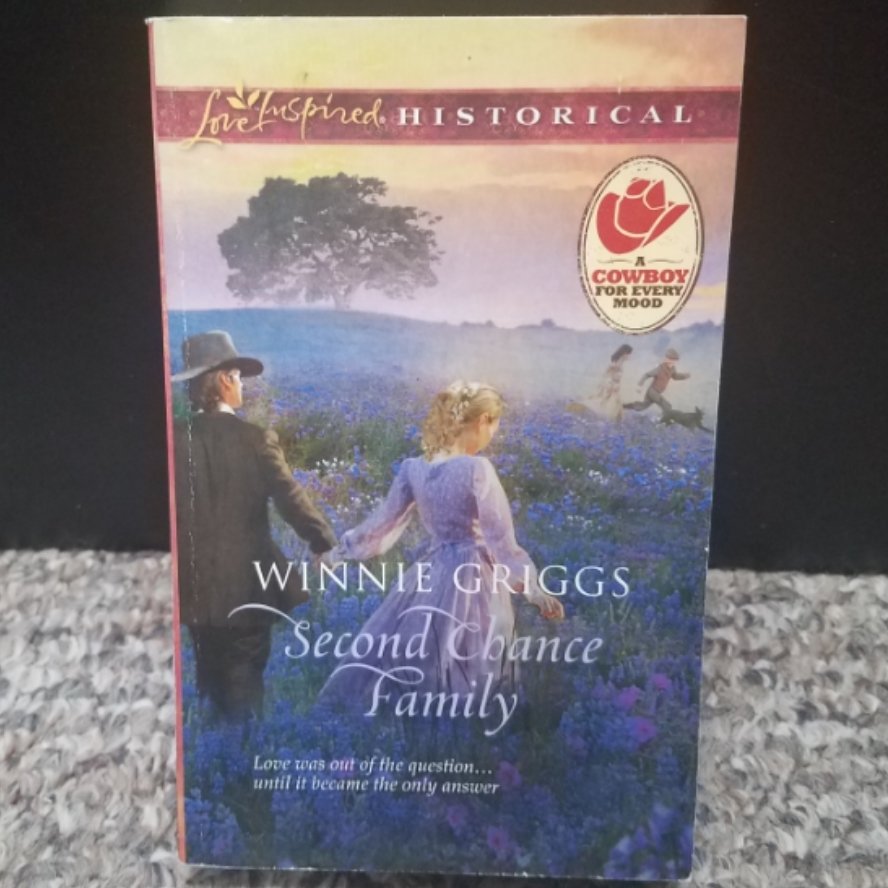 Love Inspired® HISTORICAL
A
COWBOY
FOR EVERY
MOOD
WINNIE GRIGGS
Second Chance
Family
Love was out of the question...
until it became the only answer